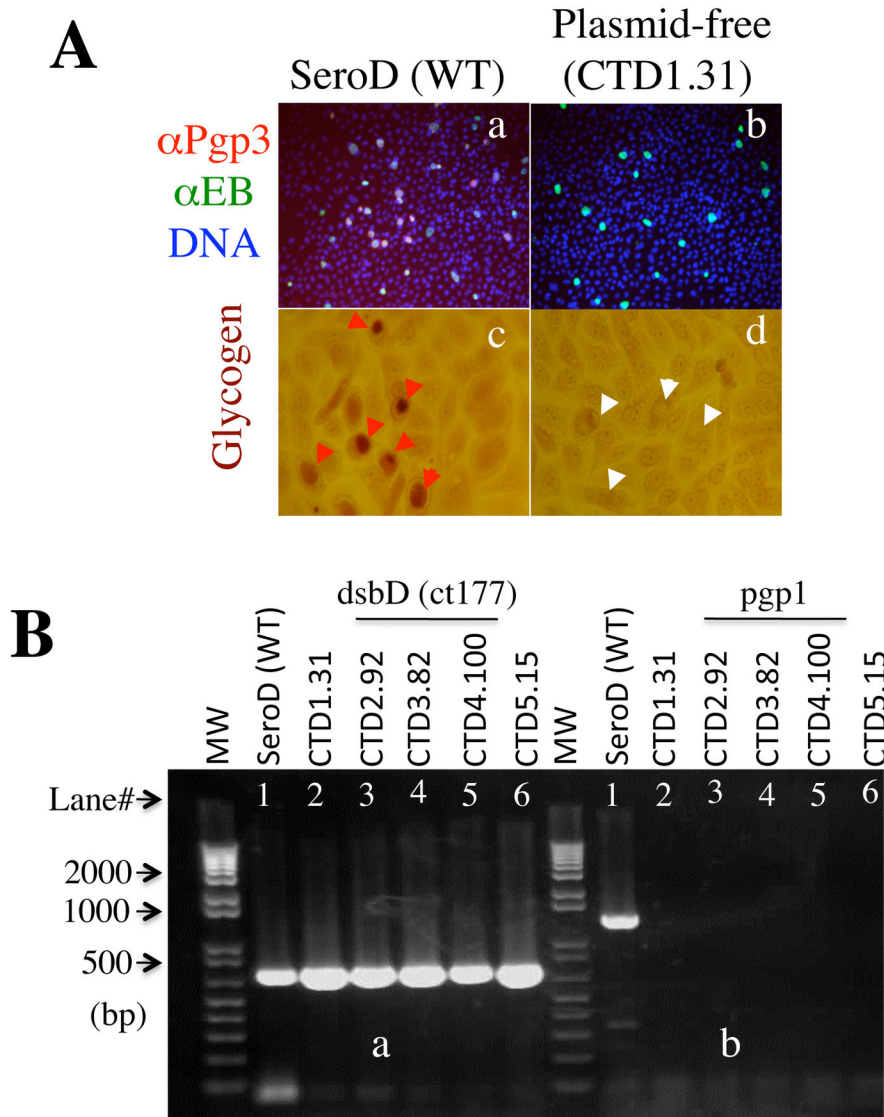 A
SeroD (WT)
Plasmid-free
(CTD1.31)
αPgp3
αEB
DNA
a
b
Glycogen
c
d
B
dsbD (ct177)
pgp1
MW
SeroD (WT)
CTD1.31
CTD2.92
CTD3.82
CTD4.100
CTD5.15
MW
SeroD (WT)
CTD1.31
CTD2.92
CTD3.82
CTD4.100
CTD5.15
Lane# 1 2 3 4 5 6 1 2 3 4 5 6
2000
1000
500
(bp)
a
b